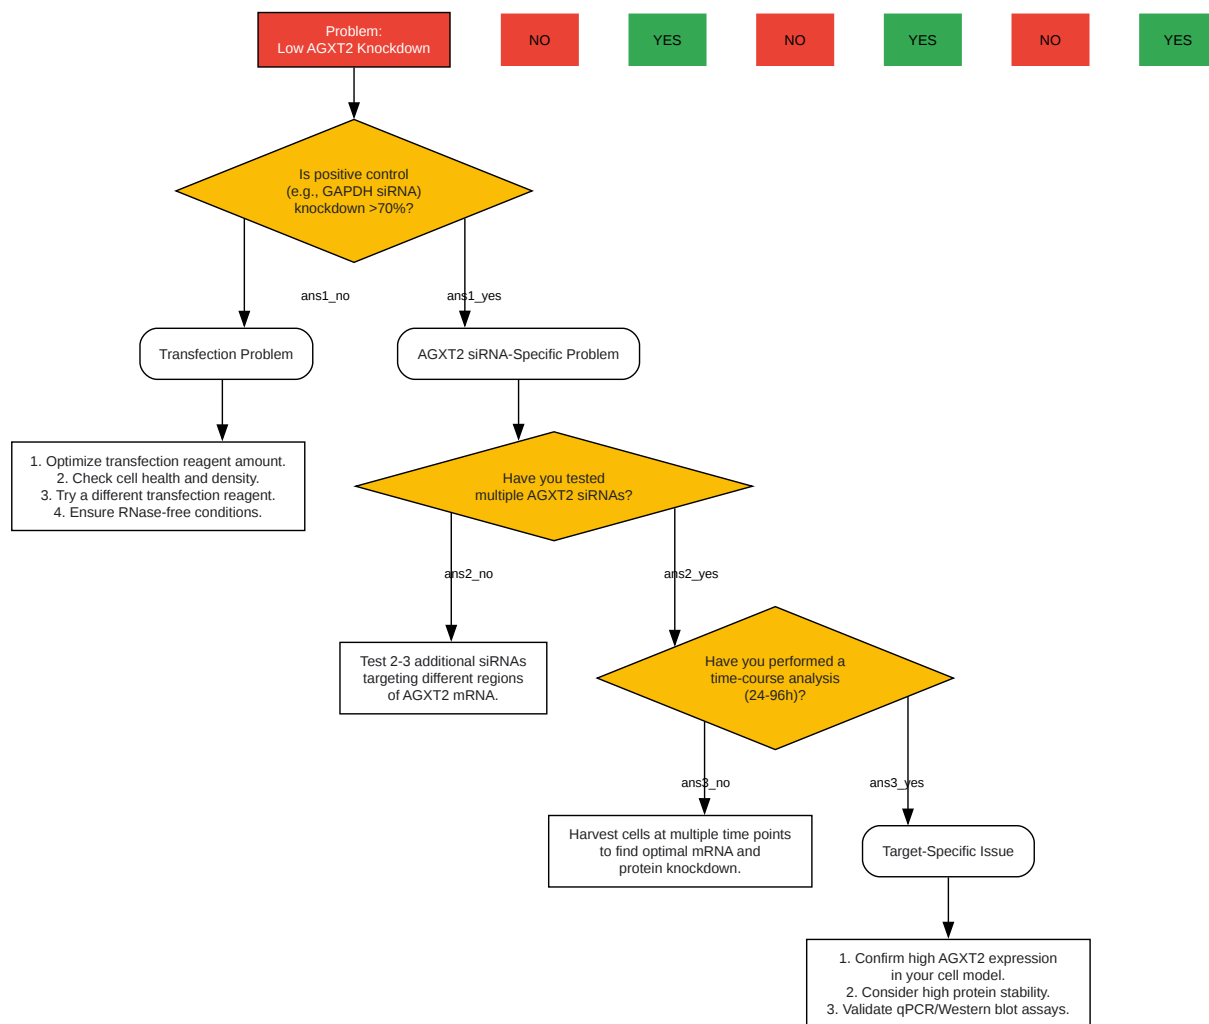 Problem:
Low AGXT2 Knockdown
NO
YES
NO
YES
NO
YES
Is positive control
(e.g., GAPDH siRNA)
knockdown >70%?
ans1_no
ans1_yes
Transfection Problem
AGXT2 siRNA-Specific Problem
1. Optimize transfection reagent amount.
2. Check cell health and density.
3. Try a different transfection reagent.
4. Ensure RNase-free conditions.
Have you tested
multiple AGXT2 siRNAs?
ans2_no
ans2_yes
Test 2-3 additional siRNAs
targeting different regions
of AGXT2 mRNA.
Have you performed a
time-course analysis
(24-96h)?
ans3_no
ans3_yes
Harvest cells at multiple time points
to find optimal mRNA and
protein knockdown.
Target-Specific Issue
1. Confirm high AGXT2 expression
in your cell model.
2. Consider high protein stability.
3. Validate qPCR/Western blot assays.